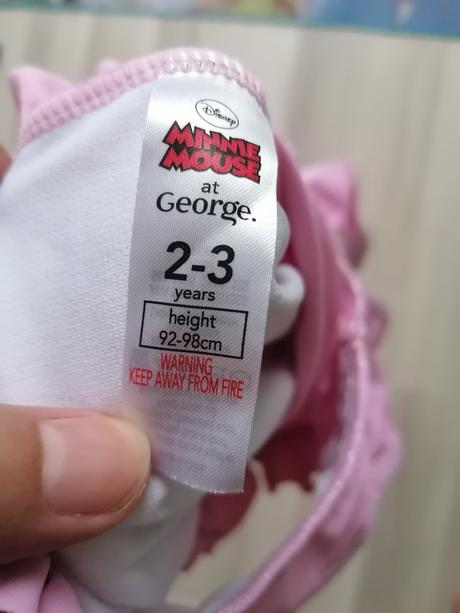 Disney
MINNIE
MOUSE
at
George.
2-3
years
height
92-98cm
WARNING
KEEP AWAY FROM FIRE